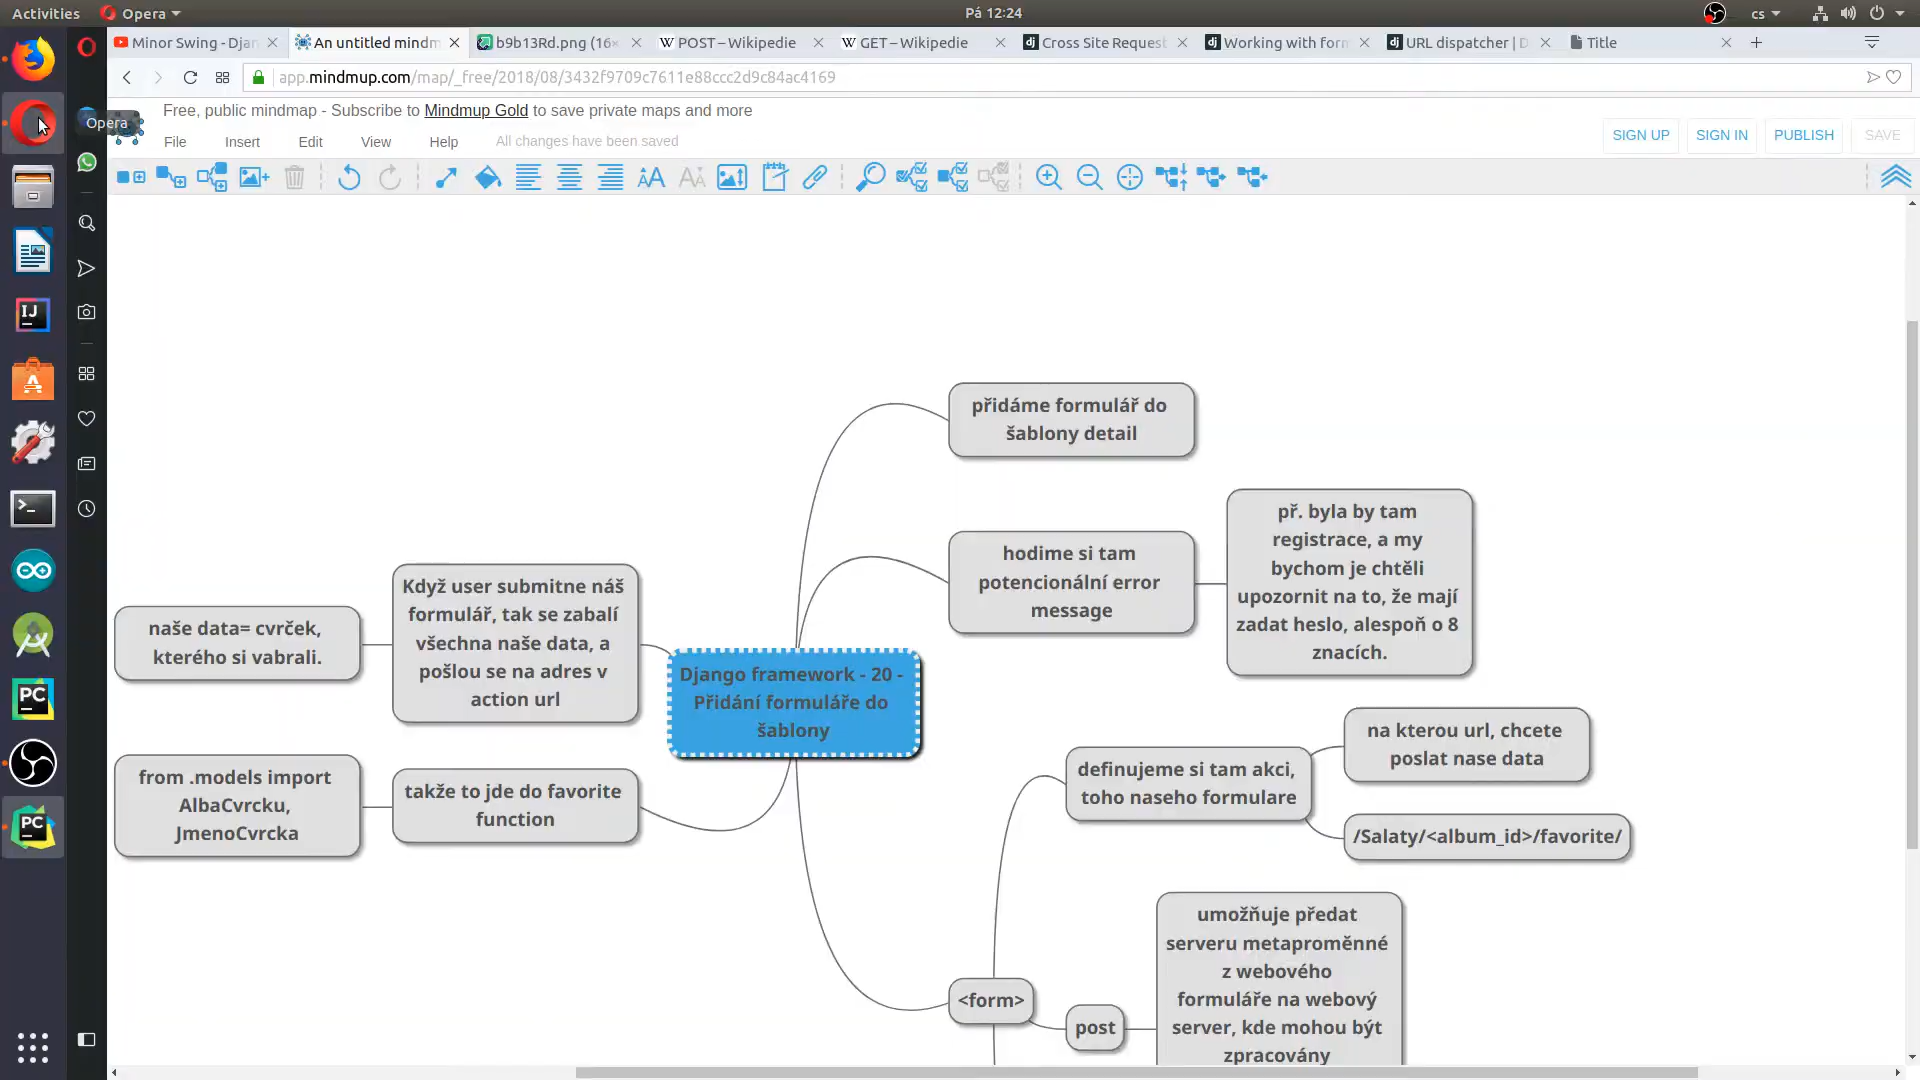 Activities
Opera
Pá 12:24
cs
Minor Swing - Djan
An untitled mindm
b9b13Rd.png (16×
POST – Wikipedie
GET – Wikipedie
Cross Site Request
Working with form
URL dispatcher | D
Title
app.mindmup.com/map/_free/2018/08/3432f9709c7611e88ccc2d9c84ac4169
Free, public mindmap - Subscribe to Mindmup Gold to save private maps and more
Opera
File
Insert
Edit
View
Help
All changes have been saved
SIGN UP
SIGN IN
PUBLISH
SAVE
přidáme formulář do
šablony detail
hodime si tam
potencionální error
message
př. byla by tam
registrace, a my
bychom je chtěli
upozornit na to, že mají
zadat heslo, alespoň o 8
znacích.
Když user submitne náš
formulář, tak se zabalí
všechna naše data, a
pošlou se na adres v
action url
naše data= cvrček,
kterého si vabrali.
Django framework - 20 -
Přidání formuláře do
šablony
from .models import
AlbaCvrcku,
JmenoCvrcka
takže to jde do favorite
function
definujeme si tam akci,
toho naseho formulare
na kterou url, chcete
poslat nase data
/Salaty/<album_id>/favorite/
<form>
post
umožňuje předat
serveru metaproměnné
z webového
formuláře na webový
server, kde mohou být
zpracovány